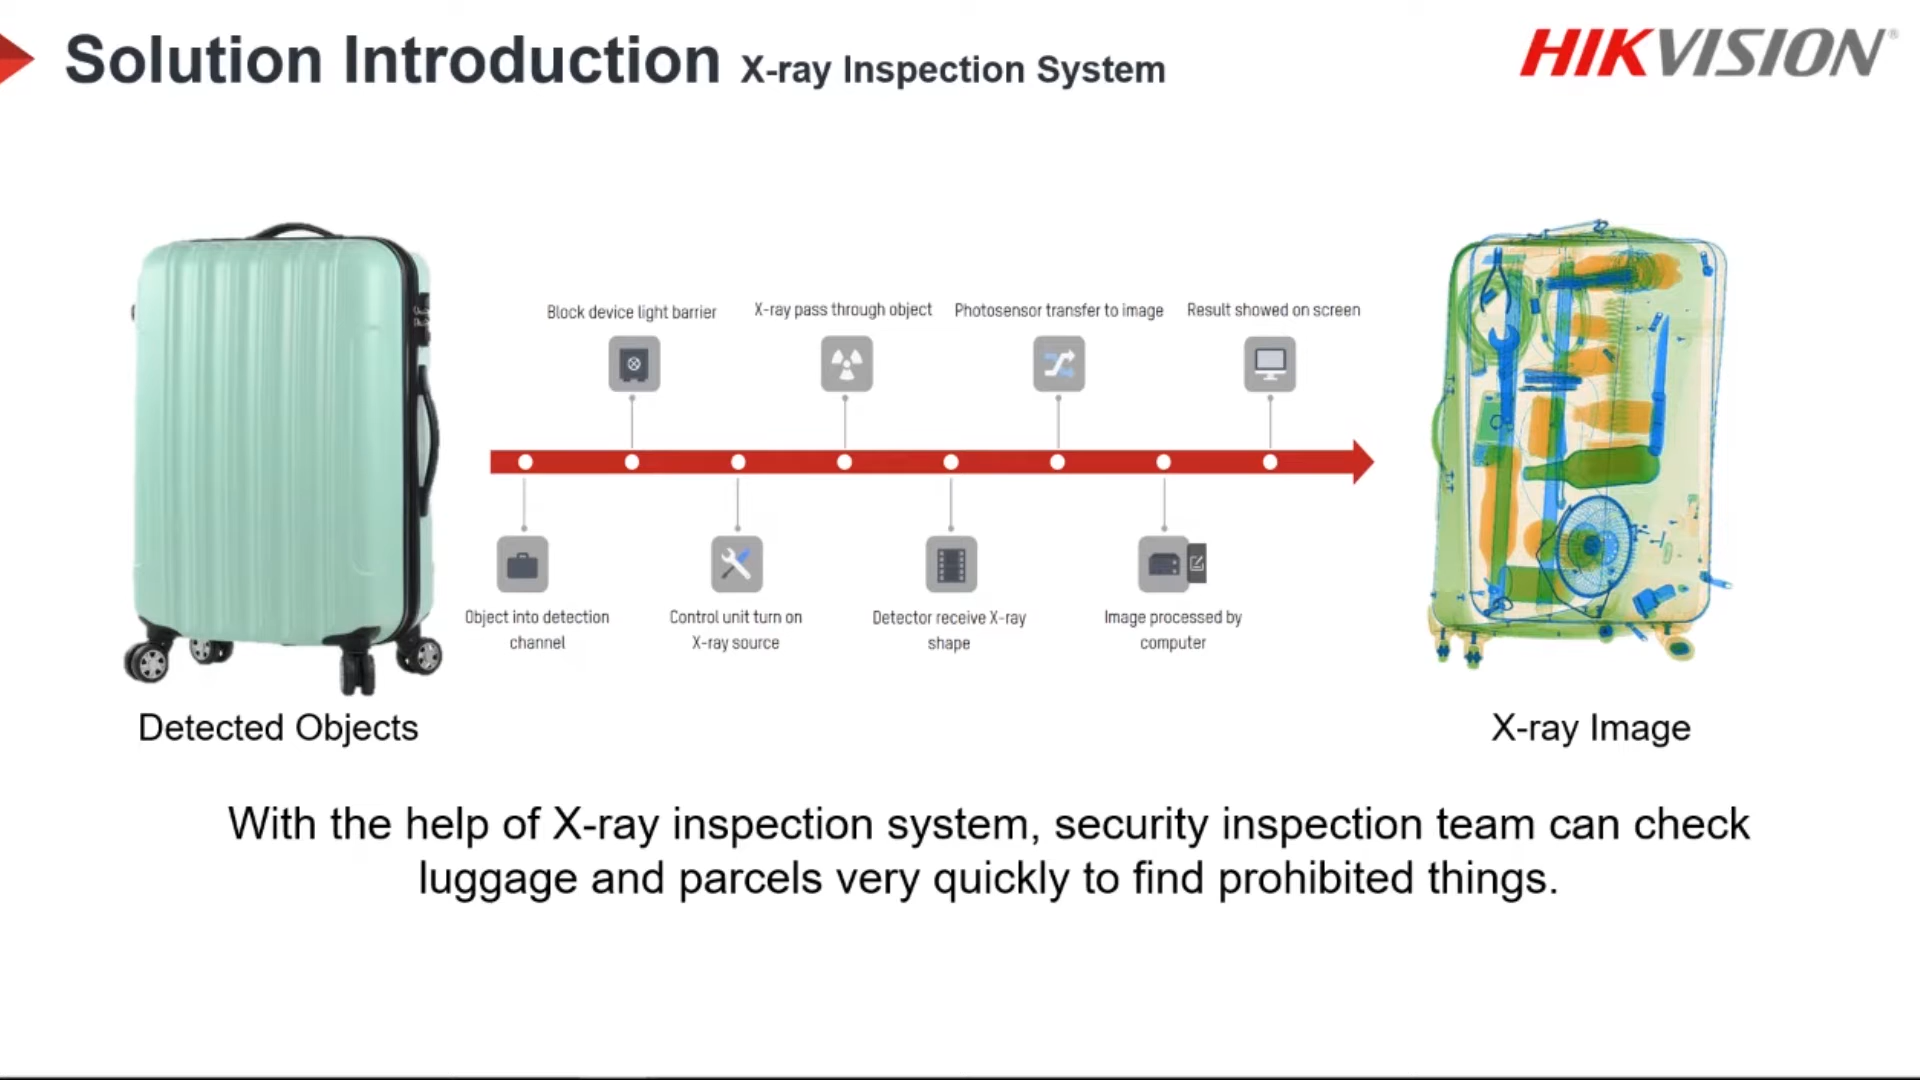 Solution Introduction X-ray Inspection System
HIKVISION®
Block device light barrier
X-ray pass through object
Photosensor transfer to image
Result showed on screen
Object into detection
channel
Control unit turn on
X-ray source
Detector receive X-ray
shape
Image processed by
computer
Detected Objects
X-ray Image
With the help of X-ray inspection system, security inspection team can check
luggage and parcels very quickly to find prohibited things.